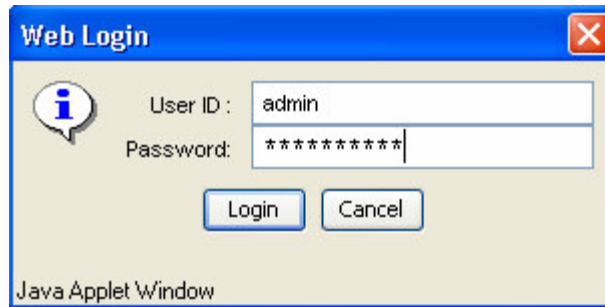 Web Login
User ID : admin
Password: **********
Login Cancel
Java Applet Window